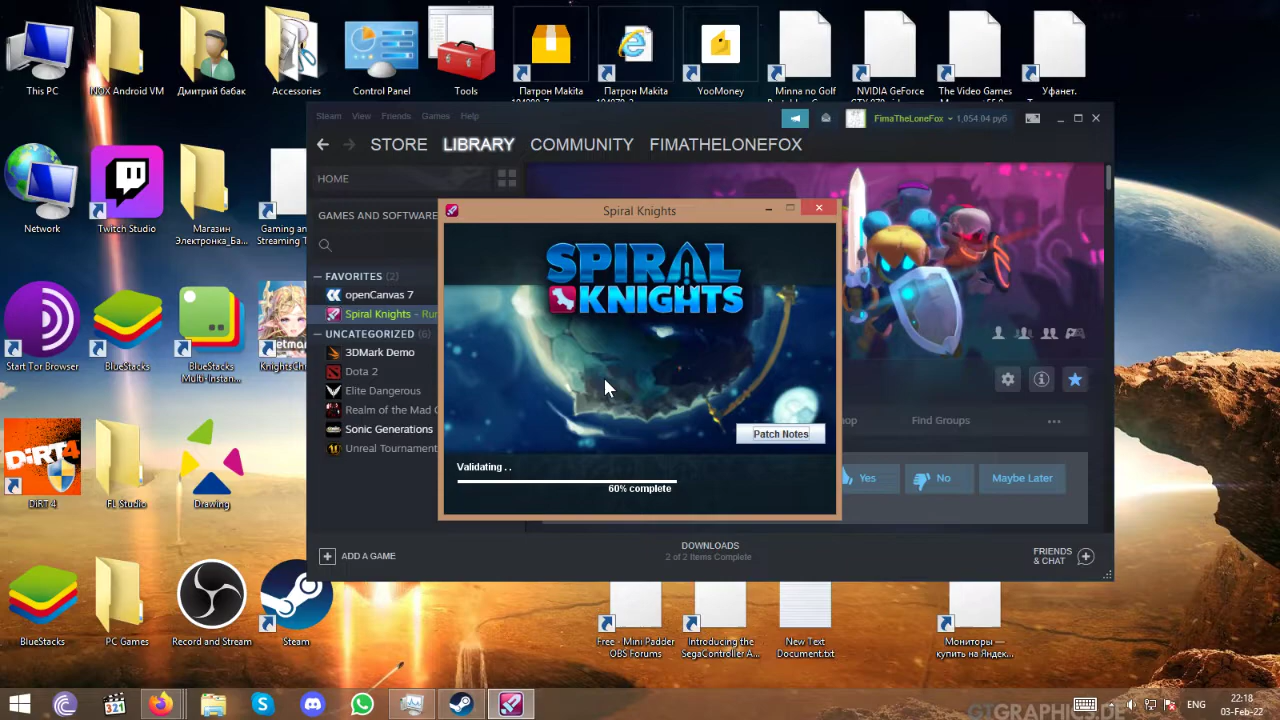 This PC
NOX Android VM
Дмитрий бабак
Accessories
Control Panel
Tools
Патрон Makita
Патрон Makita
YooMoney
Minna no Golf
NVIDIA GeForce
The Video Games
Уфанет.
Steam View Friends Games Help
FimaTheLoneFox 1,054.04 руб
STORE LIBRARY COMMUNITY FIMATHELONEFOX
HOME
GAMES AND SOFTWARE
FAVORITES (2)
openCanvas 7
Spiral Knights - Run
UNCATEGORIZED (6)
3DMark Demo
Dota 2
Elite Dangerous
Realm of the Mad
Sonic Generations
Unreal Tournament
Spiral Knights
SPIRAL
KNIGHTS
Patch Notes
Validating . .
60% complete
Find Groups
Yes
No
Maybe Later
ADD A GAME
DOWNLOADS
2 of 2 Items Complete
FRIENDS
& CHAT
Network
Twitch Studio
Магазин
Электронка_Ба...
Gaming and
Streaming T
Start Tor Browser
BlueStacks
BlueStacks
Multi-Instan...
KnightsCh
DiRT 4
DiRT 4
FL Studio
Drawing
BlueStacks
PC Games
Record and Stream
Steam
Free - Mini Padder
OBS Forums
Introducing the
SegaController A...
New Text
Document.txt
Мониторы —
купить на Яндек...
321
ENG
22:18
03-Feb-22
GTGRAPHICS.DE